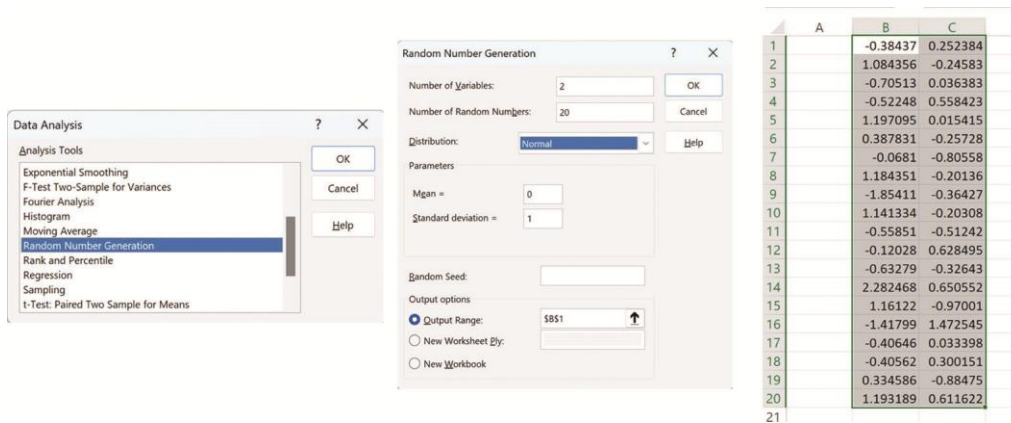 Data Analysis ? ×
Analysis Tools
Exponential Smoothing
F-Test Two-Sample for Variances
Fourier Analysis
Histogram
Moving Average
Random Number Generation
Rank and Percentile
Regression
Sampling
t-Test: Paired Two Sample for Means
OK
Cancel
Help
Random Number Generation ? ×
Number of Variables: 2
Number of Random Numbers: 20
Distribution: Normal
Parameters
Mean = 0
Standard deviation = 1
Random Seed:
Output options
Output Range: $B$1
New Worksheet Ply:
New Workbook
OK
Cancel
Help
A B C
1 -0.38437 0.252384
2 1.084356 -0.24583
3 -0.70513 0.036383
4 -0.52248 0.558423
5 1.197095 0.015415
6 0.387831 -0.25728
7 -0.0681 -0.80558
8 1.184351 -0.20136
9 -1.85411 -0.36427
10 1.141334 -0.20308
11 -0.55851 -0.51242
12 -0.12028 0.628495
13 -0.63279 -0.32643
14 2.282468 0.650552
15 1.16122 -0.97001
16 -1.41799 1.472545
17 -0.40646 0.033398
18 -0.40562 0.300151
19 0.334586 -0.88475
20 1.193189 0.611622
21